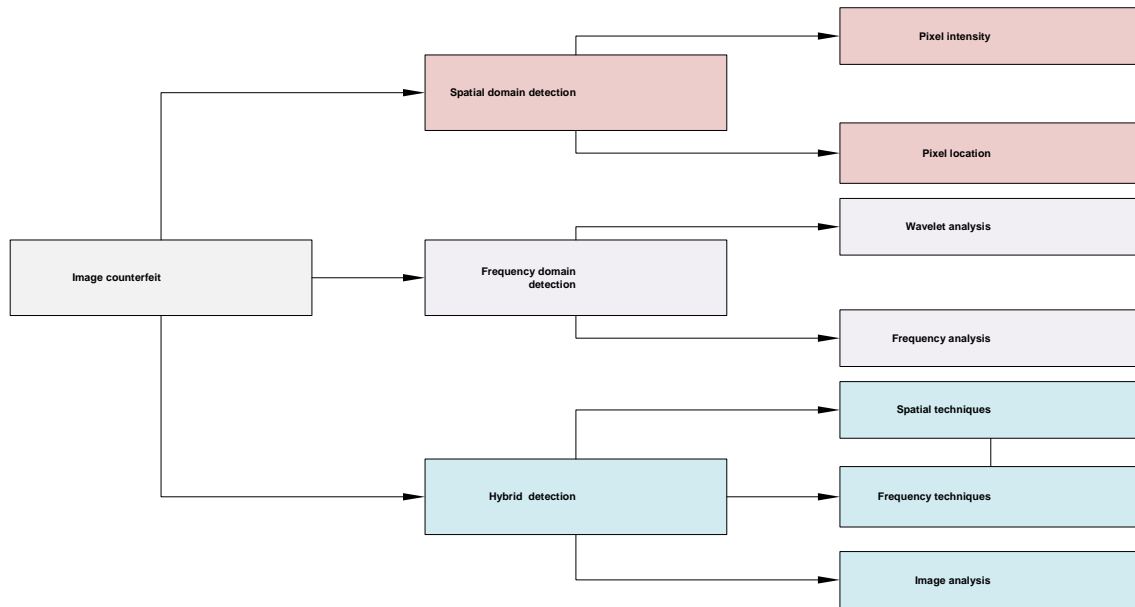 Pixel intensity
Spatial domain detection
Pixel location
Wavelet analysis
Image counterfeit
Frequency domain
detection
Frequency analysis
Spatial techniques
Hybrid detection
Frequency techniques
Image analysis